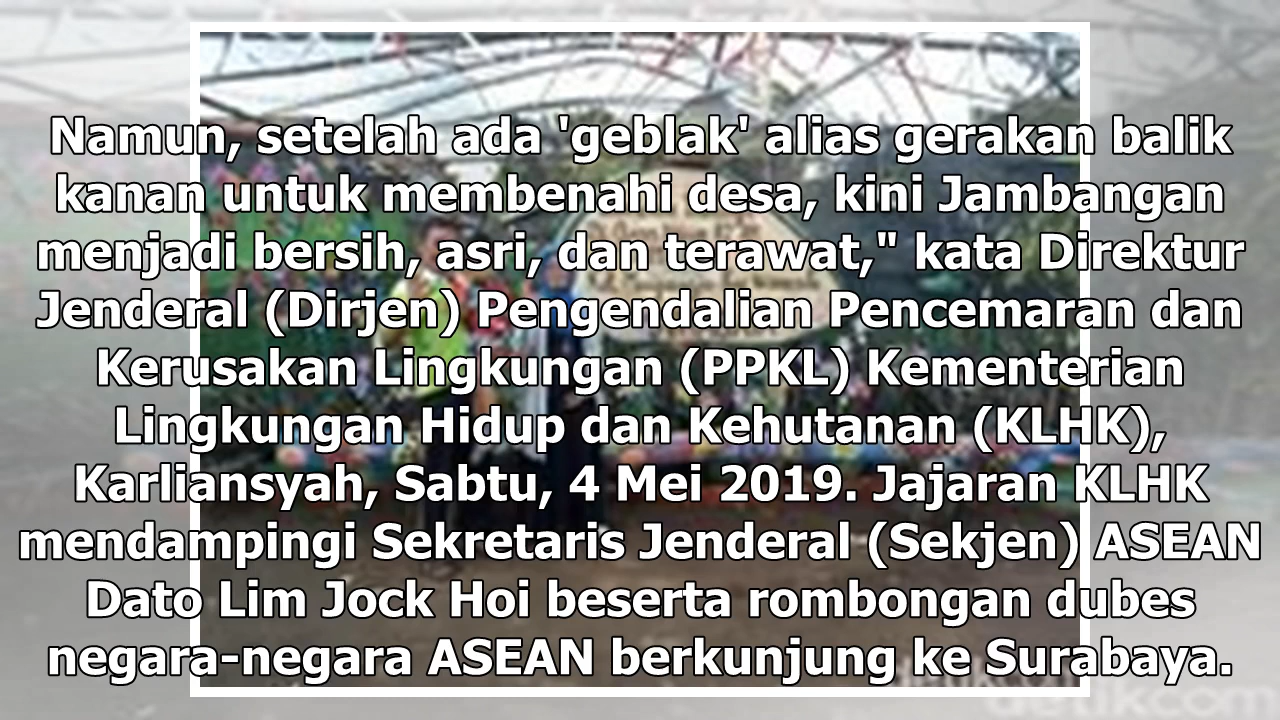 Namun, setelah ada 'geblak' alias gerakan balik
kanan untuk membenahi desa, kini Jambangan
menjadi bersih, asri, dan terawat," kata Direktur
Jenderal (Dirjen) Pengendalian Pencemaran dan
Kerusakan Lingkungan (PPKL) Kementerian
Lingkungan Hidup dan Kehutanan (KLHK),
Karliansyah, Sabtu, 4 Mei 2019. Jajaran KLHK
mendampingi Sekretaris Jenderal (Sekjen) ASEAN
Dato Lim Jock Hoi beserta rombongan dubes
negara-negara ASEAN berkunjung ke Surabaya.
detikcom